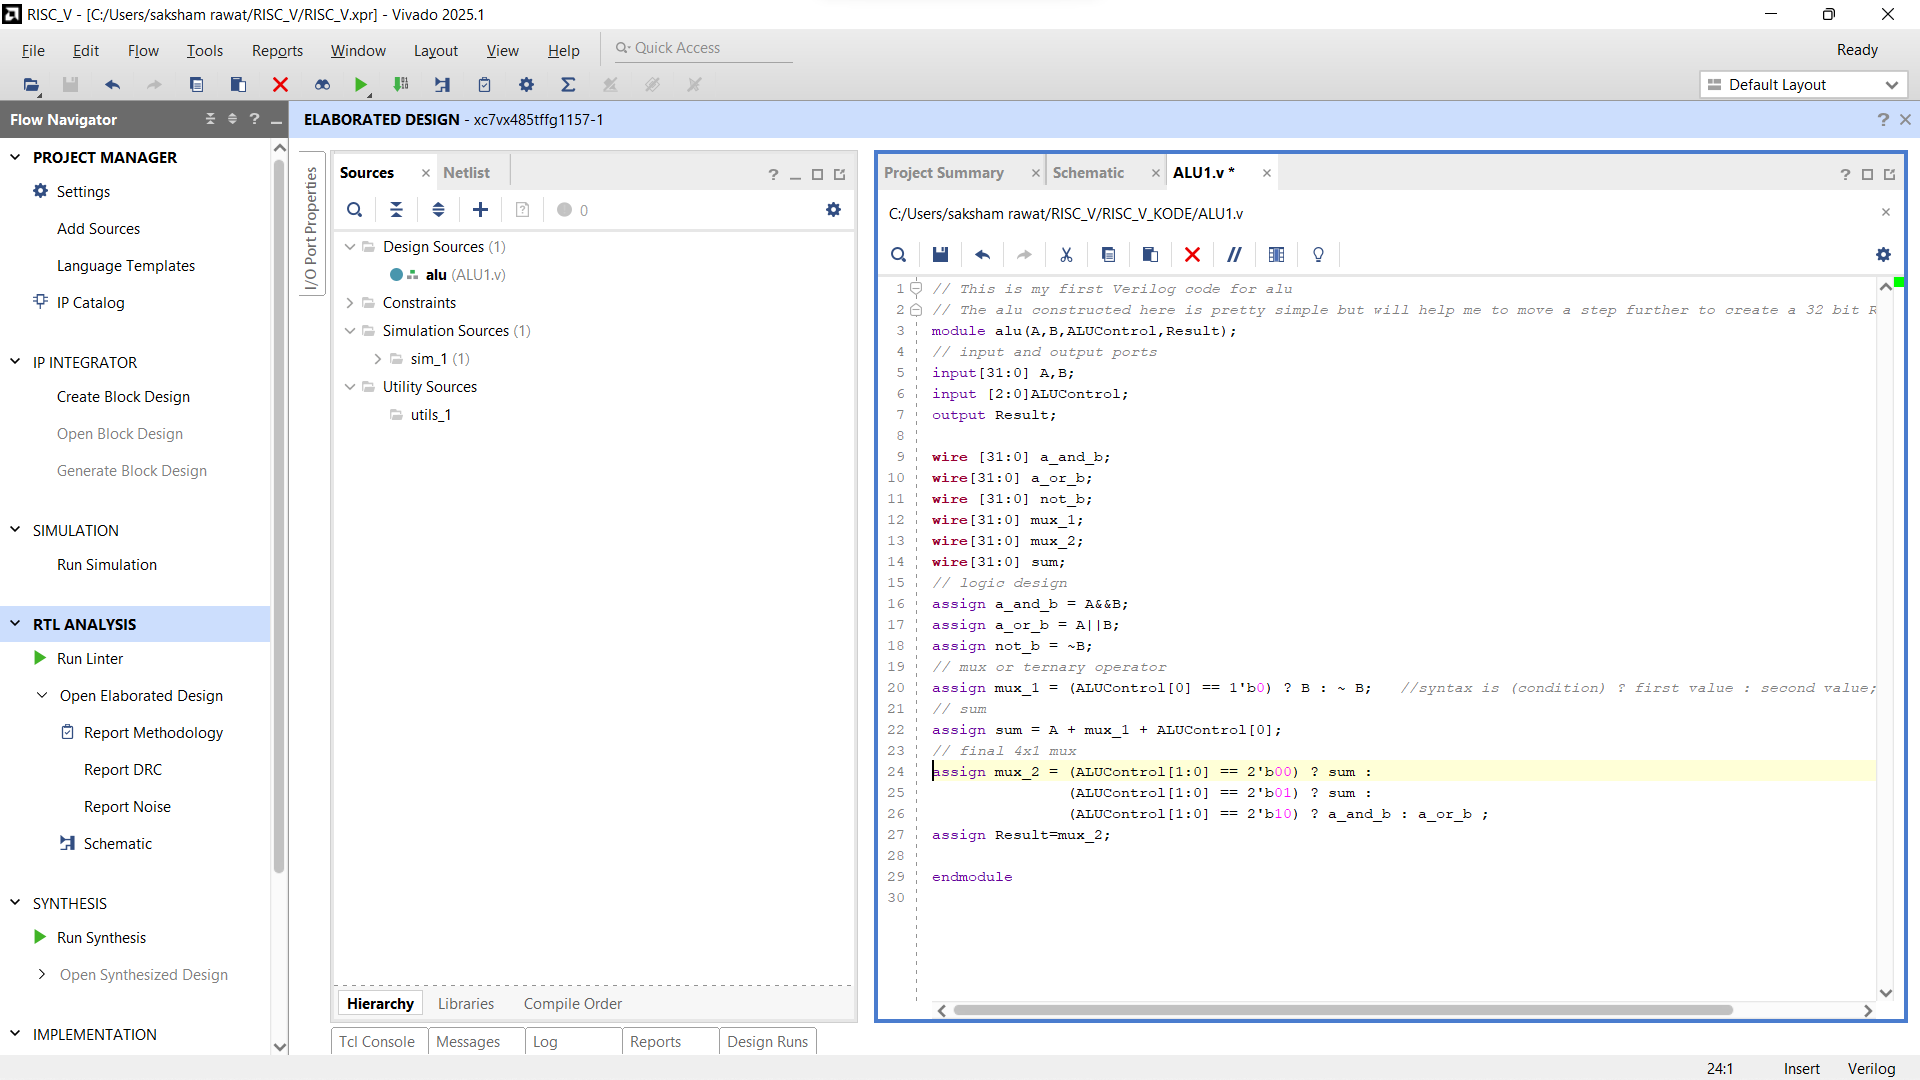 RISC_V - [C:/Users/saksham rawat/RISC_V/RISC_V.xpr] - Vivado 2025.1
File Edit Flow Tools Reports Window Layout View Help Quick Access Ready
Default Layout
Flow Navigator
ELABORATED DESIGN - xc7vx485tffg1157-1
PROJECT MANAGER
Settings
Add Sources
Language Templates
IP Catalog
IP INTEGRATOR
Create Block Design
Open Block Design
Generate Block Design
SIMULATION
Run Simulation
RTL ANALYSIS
Run Linter
Open Elaborated Design
Report Methodology
Report DRC
Report Noise
Schematic
SYNTHESIS
Run Synthesis
Open Synthesized Design
IMPLEMENTATION
I/O Port Properties
Sources Netlist
0
Design Sources (1)
alu (ALU1.v)
Constraints
Simulation Sources (1)
sim_1 (1)
Utility Sources
utils_1
Hierarchy Libraries Compile Order
Tcl Console Messages Log Reports Design Runs
Project Summary Schematic ALU1.v *
C:/Users/saksham rawat/RISC_V/RISC_V_KODE/ALU1.v
1 // This is my first Verilog code for alu
2 // The alu constructed here is pretty simple but will help me to move a step further to create a 32 bit R
3 module alu(A,B,ALUControl,Result);
4 // input and output ports
5 input[31:0] A,B;
6 input [2:0]ALUControl;
7 output Result;
8
9 wire [31:0] a_and_b;
10 wire[31:0] a_or_b;
11 wire [31:0] not_b;
12 wire[31:0] mux_1;
13 wire[31:0] mux_2;
14 wire[31:0] sum;
15 // logic design
16 assign a_and_b = A&&B;
17 assign a_or_b = A||B;
18 assign not_b = ~B;
19 // mux or ternary operator
20 assign mux_1 = (ALUControl[0] == 1'b0) ? B : ~ B; //syntax is (condition) ? first value : second value;
21 // sum
22 assign sum = A + mux_1 + ALUControl[0];
23 // final 4x1 mux
24 assign mux_2 = (ALUControl[1:0] == 2'b00) ? sum :
25 (ALUControl[1:0] == 2'b01) ? sum :
26 (ALUControl[1:0] == 2'b10) ? a_and_b : a_or_b ;
27 assign Result=mux_2;
28
29 endmodule
30
24:1 Insert Verilog